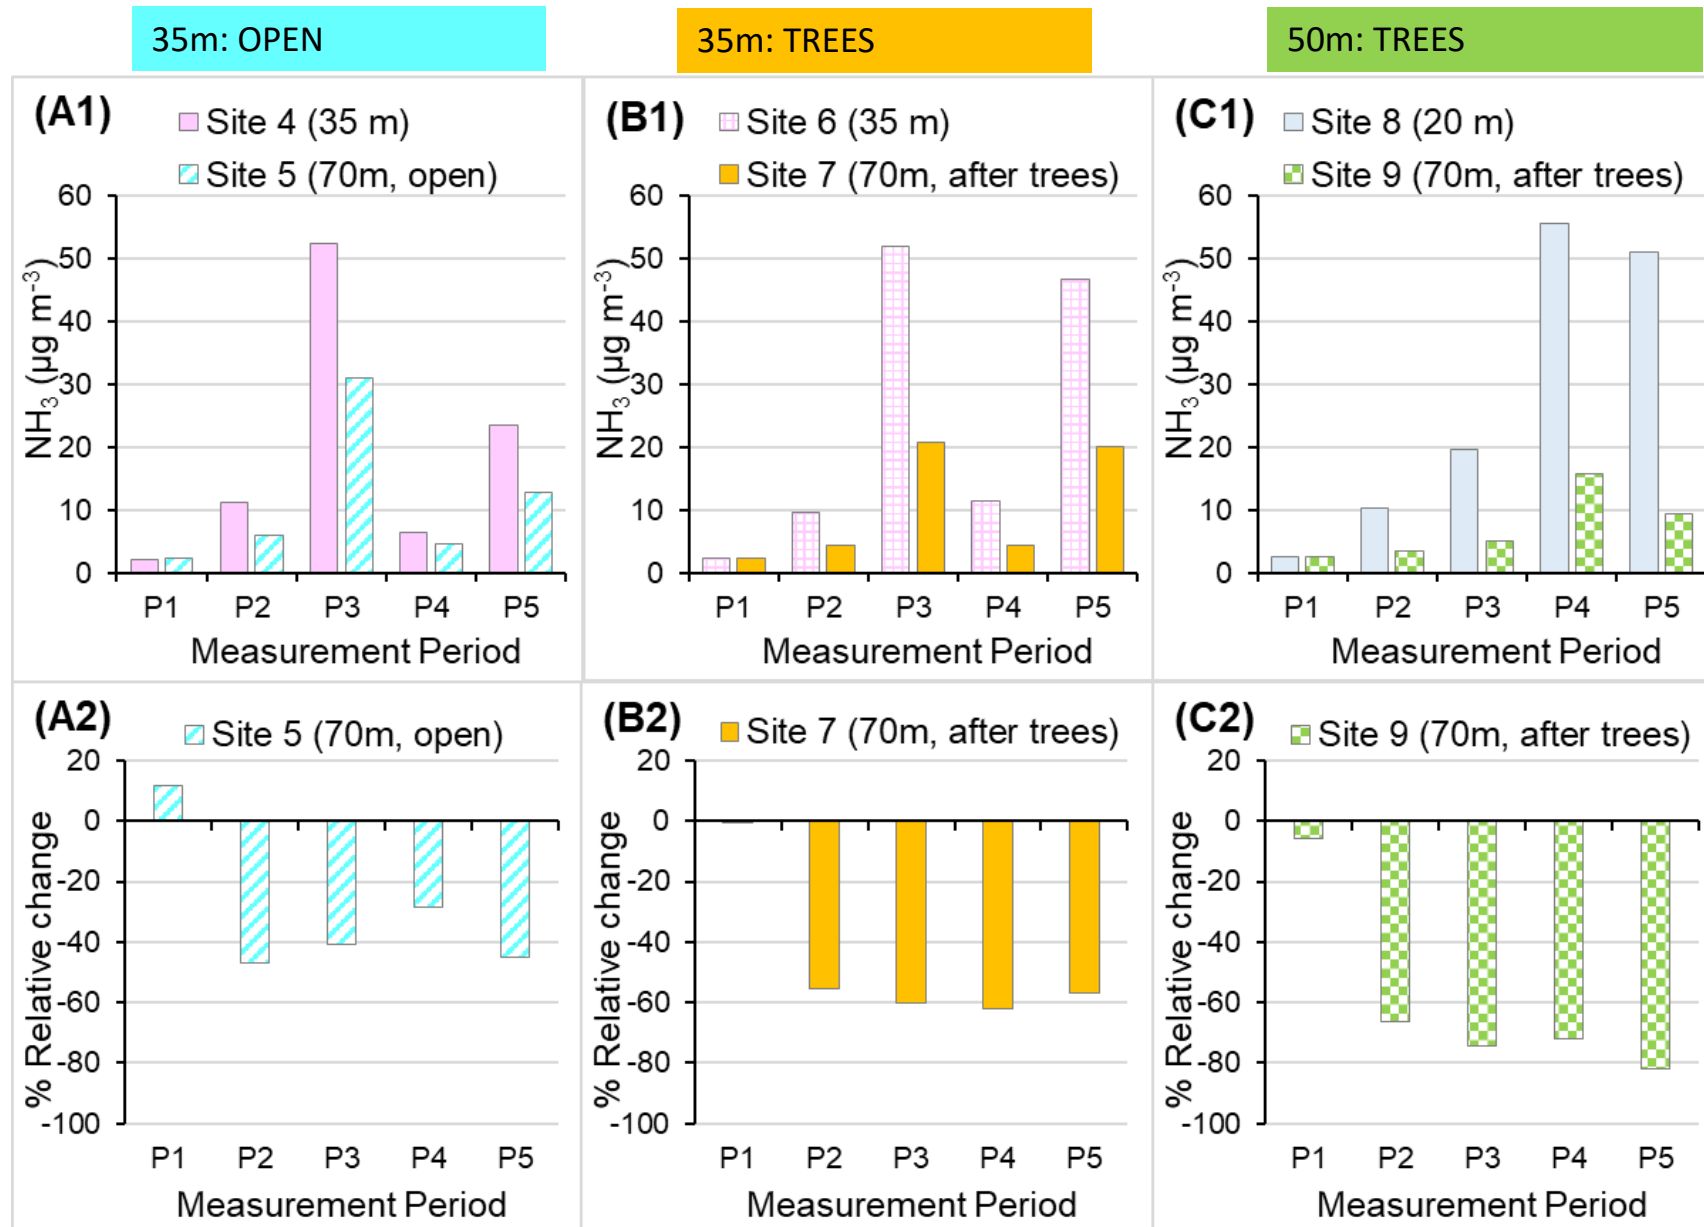 35m: OPEN
35m: TREES
50m: TREES
(A1)
Site 4 (35 m)
Site 5 (70m, open)
60
50
40
30
20
10
0
NH₃ (µg m⁻³)
P1 P2 P3 P4 P5
Measurement Period
(B1)
Site 6 (35 m)
Site 7 (70m, after trees)
60
50
40
30
20
10
0
NH₃ (µg m⁻³)
P1 P2 P3 P4 P5
Measurement Period
(C1)
Site 8 (20 m)
Site 9 (70m, after trees)
60
50
40
30
20
10
0
NH₃ (µg m⁻³)
P1 P2 P3 P4 P5
Measurement Period
(A2)
Site 5 (70m, open)
20
0
-20
-40
-60
-80
-100
% Relative change
P1 P2 P3 P4 P5
Measurement Period
(B2)
Site 7 (70m, after trees)
20
0
-20
-40
-60
-80
-100
% Relative change
P1 P2 P3 P4 P5
Measurement Period
(C2)
Site 9 (70m, after trees)
20
0
-20
-40
-60
-80
-100
% Relative change
P1 P2 P3 P4 P5
Measurement Period